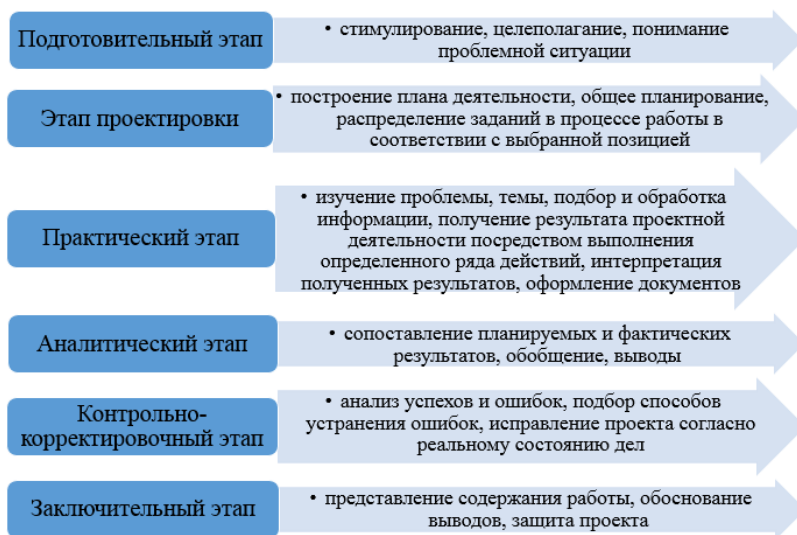 Подготовительный этап
• стимулирование, целеполагание, понимание
проблемной ситуации
Этап проектировки
• построение плана деятельности, общее планирование,
распределение заданий в процессе работы в
соответствии с выбранной позицией
Практический этап
• изучение проблемы, темы, подбор и обработка
информации, получение результата проектной
деятельности посредством выполнения
определенного ряда действий, интерпретация
полученных результатов, оформление документов
Аналитический этап
• сопоставление планируемых и фактических
результатов, обобщение, выводы
Контрольно-
корректировочный этап
• анализ успехов и ошибок, подбор способов
устранения ошибок, исправление проекта согласно
реальному состоянию дел
Заключительный этап
• представление содержания работы, обоснование
выводов, защита проекта